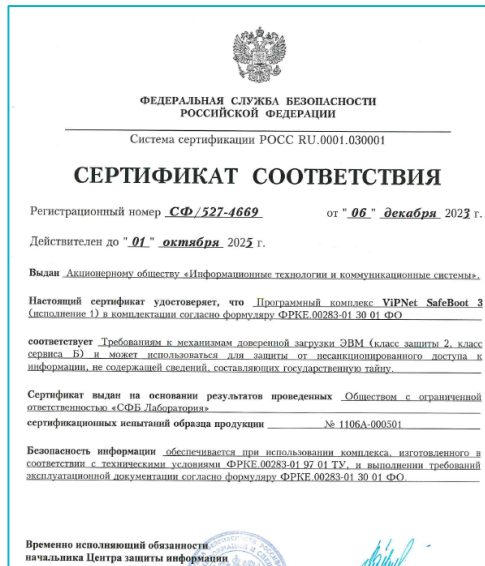 ФЕДЕРАЛЬНАЯ СЛУЖБА БЕЗОПАСНОСТИ
РОССИЙСКОЙ ФЕДЕРАЦИИ
Система сертификации РОСС RU.0001.030001
СЕРТИФИКАТ СООТВЕТСТВИЯ
Регистрационный номер СФ/527-4669 от "06" декабря 2023 г.
Действителен до "01" октября 2025 г.
Выдан Акционерному обществу «Информационные технологии и коммуникационные системы».
Настоящий сертификат удостоверяет, что Программный комплекс ViPNet SafeBoot 3
(исполнение 1) в комплектации согласно формуляру ФРКЕ.00283-01 30 01 ФО
соответствует Требованиям к механизмам доверенной загрузки ЭВМ (класс защиты 2, класс
сервиса Б) и может использоваться для защиты от несанкционированного доступа к
информации, не содержащей сведений, составляющих государственную тайну.
Сертификат выдан на основании результатов проведенных Обществом с ограниченной
ответственностью «СФБ Лаборатория»
сертификационных испытаний образца продукции № 1106А-000501
Безопасность информации обеспечивается при использовании комплекса, изготовленного в
соответствии с техническими условиями ФРКЕ.00283-01 97 01 ТУ, и выполнении требований
эксплуатационной документации согласно формуляру ФРКЕ.00283-01 30 01 ФО.
Временно исполняющий обязанности
начальника Центра защиты информации